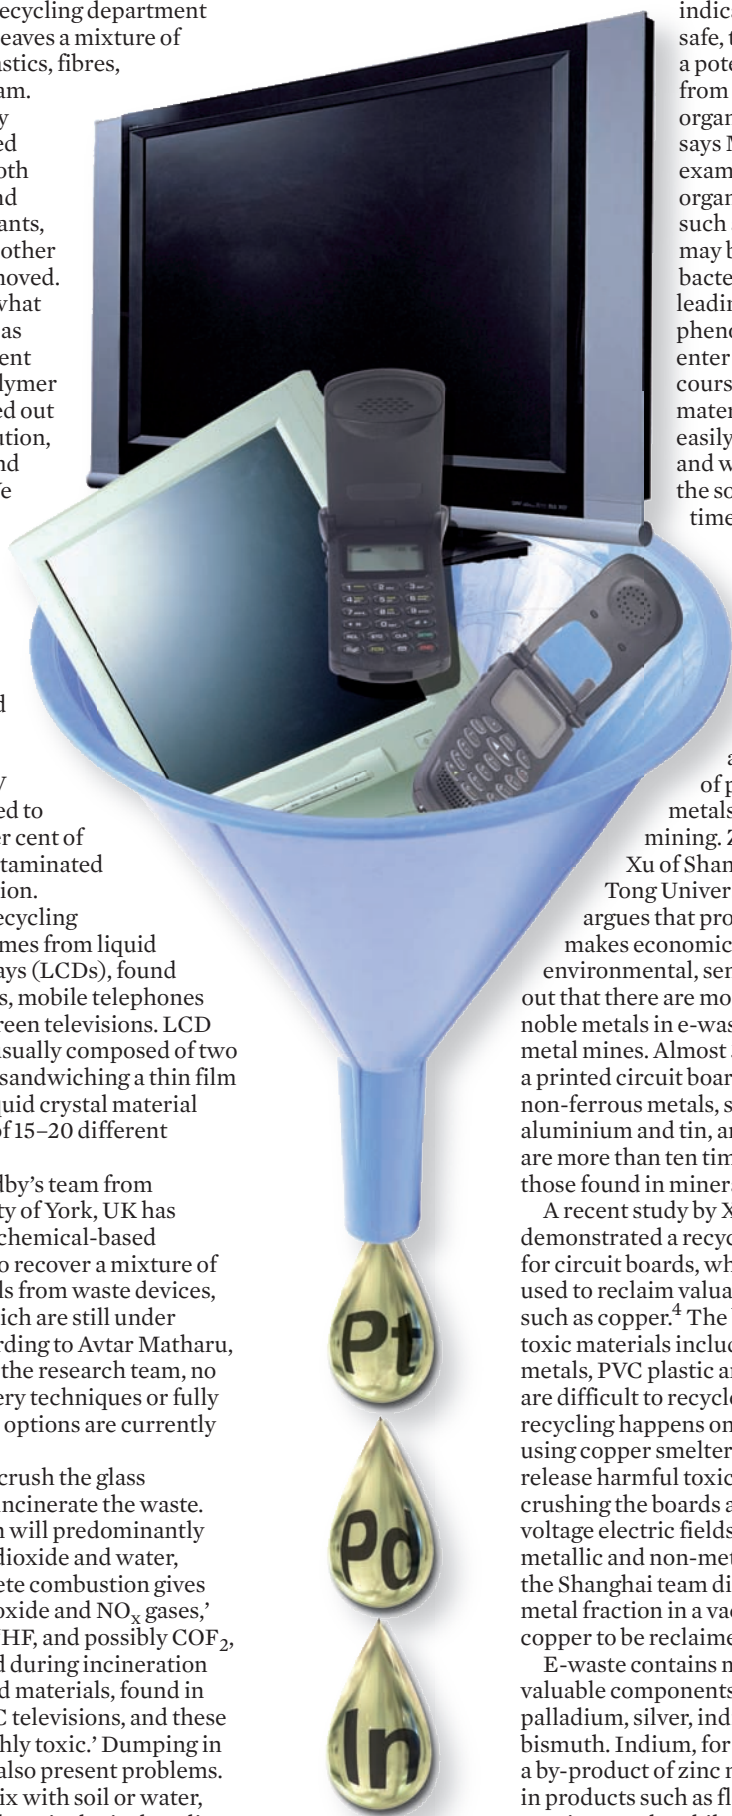 ecycling department
eaves a mixture of
stics, fibres,
am.
y
ed
oth
nd
ants,
other
noved.
what
as
ent
lymer
ed out
ution,
nd
e
d
y
ed to
er cent of
taminated
ion.
ecycling
mes from liquid
ays (LCDs), found
s, mobile telephones
reen televisions. LCD
usually composed of two
sandwiching a thin film
quid crystal material
of 15–20 different
dby's team from
ty of York, UK has
chemical-based
o recover a mixture of
ls from waste devices,
ich are still under
rding to Avtar Matharu,
the research team, no
ery techniques or fully
options are currently
crush the glass
incinerate the waste.
n will predominantly
dioxide and water,
ete combustion gives
oxide and NOx gases,'
'HF, and possibly COF2,
d during incineration
d materials, found in
C televisions, and these
hly toxic.' Dumping in
also present problems.
ix with soil or water,
Pt
Pd
In
indica
safe, t
a pote
from
organ
says M
exam
organ
such
may b
bacte
leadin
pheno
enter
cours
mater
easily
and w
the so
time
a
of p
metals
mining. Z
Xu of Shan
Tong Univer
argues that pro
makes economic
environmental, sen
out that there are mo
noble metals in e-was
metal mines. Almost
a printed circuit boar
non-ferrous metals, s
aluminium and tin, an
are more than ten tim
those found in minera
A recent study by X
demonstrated a recyc
for circuit boards, wh
used to reclaim valua
such as copper.4 The
toxic materials includ
metals, PVC plastic an
are difficult to recycle
recycling happens on
using copper smelter
release harmful toxic
crushing the boards a
voltage electric fields
metallic and non-met
the Shanghai team di
metal fraction in a vac
copper to be reclaime
E-waste contains m
valuable components
palladium, silver, ind
bismuth. Indium, for
a by-product of zinc m
in products such as fl